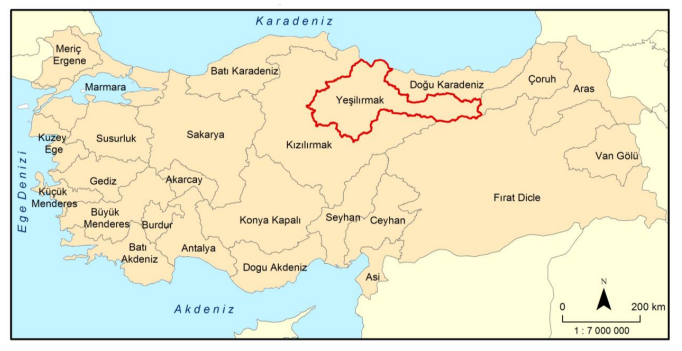 Karadeniz
Meriç
Ergene
Marmara
Batı Karadeniz
Yeşilırmak
Doğu Karadeniz
Çoruh
Aras
Kuzey
Ege
Susurluk
Sakarya
Kızılırmak
Van Gölü
Ege Denizi
Gediz
Akarcay
Küçük
Menderes
Büyük
Menderes
Burdur
Konya Kapalı
Seyhan
Ceyhan
Fırat Dicle
Batı
Akdeniz
Antalya
Dogu Akdeniz
Asi
Akdeniz
N
0 200 km
1 : 7 000 000